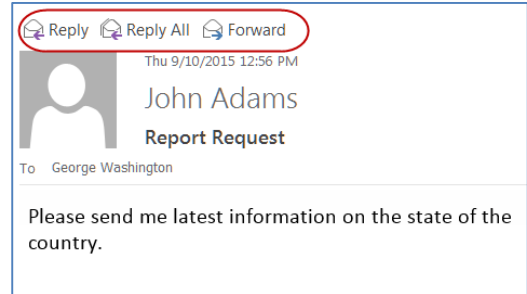 Reply Reply All Forward
Thu 9/10/2015 12:56 PM
John Adams
Report Request
To George Washington
Please send me latest information on the state of the
country.